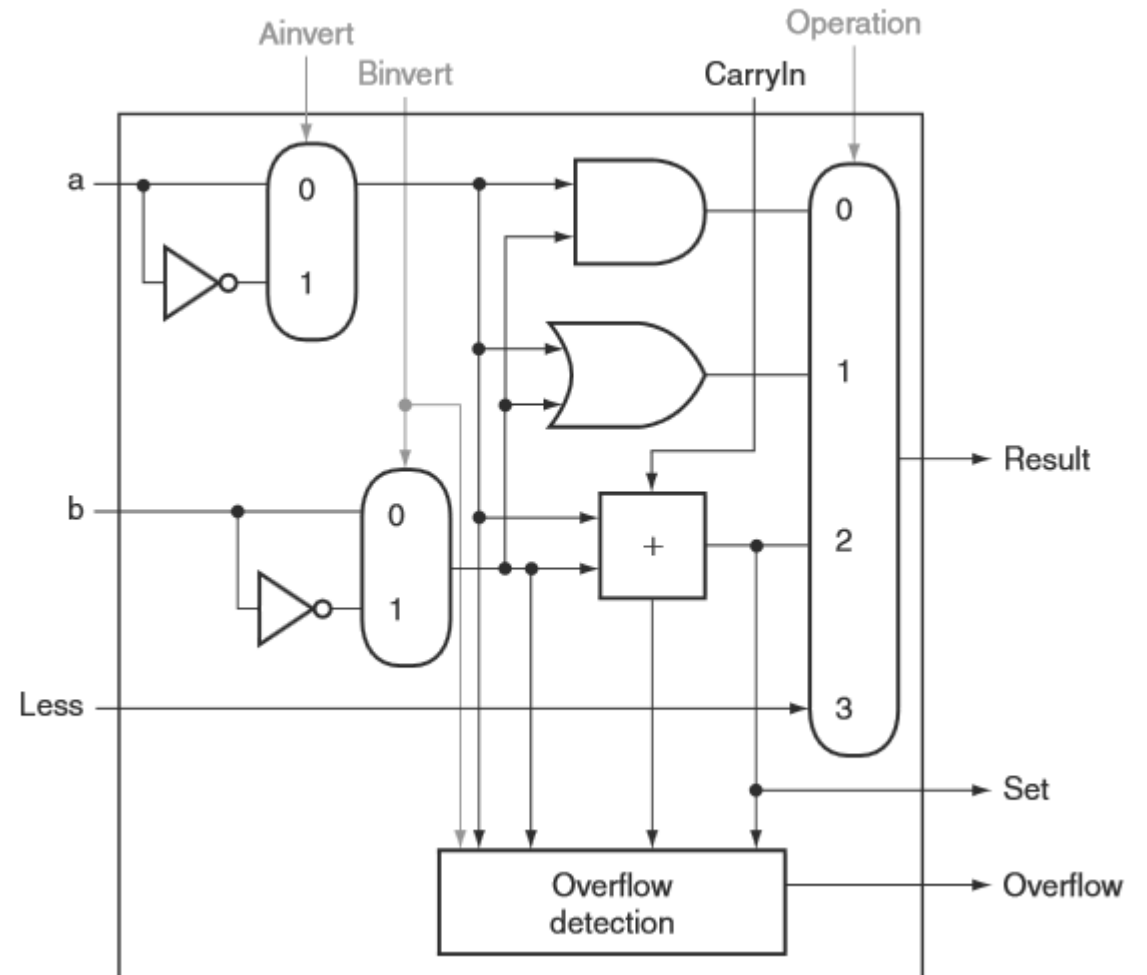 Operation
Ainvert
Binvert
CarryIn
a
0
0
1
1
b
0
Result
+
2
1
Less
3
Set
Overflow
detection
Overflow